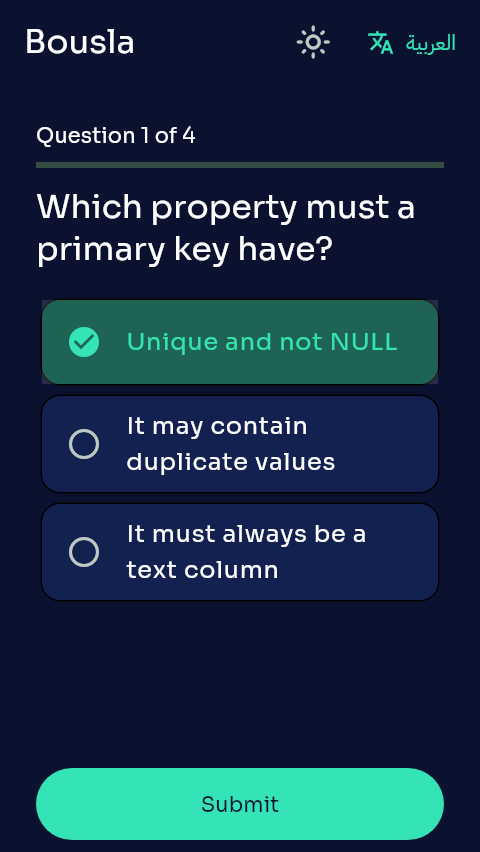 Bousla
العربية
Question 1 of 4
Which property must a
primary key have?
Unique and not NULL
It may contain
duplicate values
It must always be a
text column
Submit